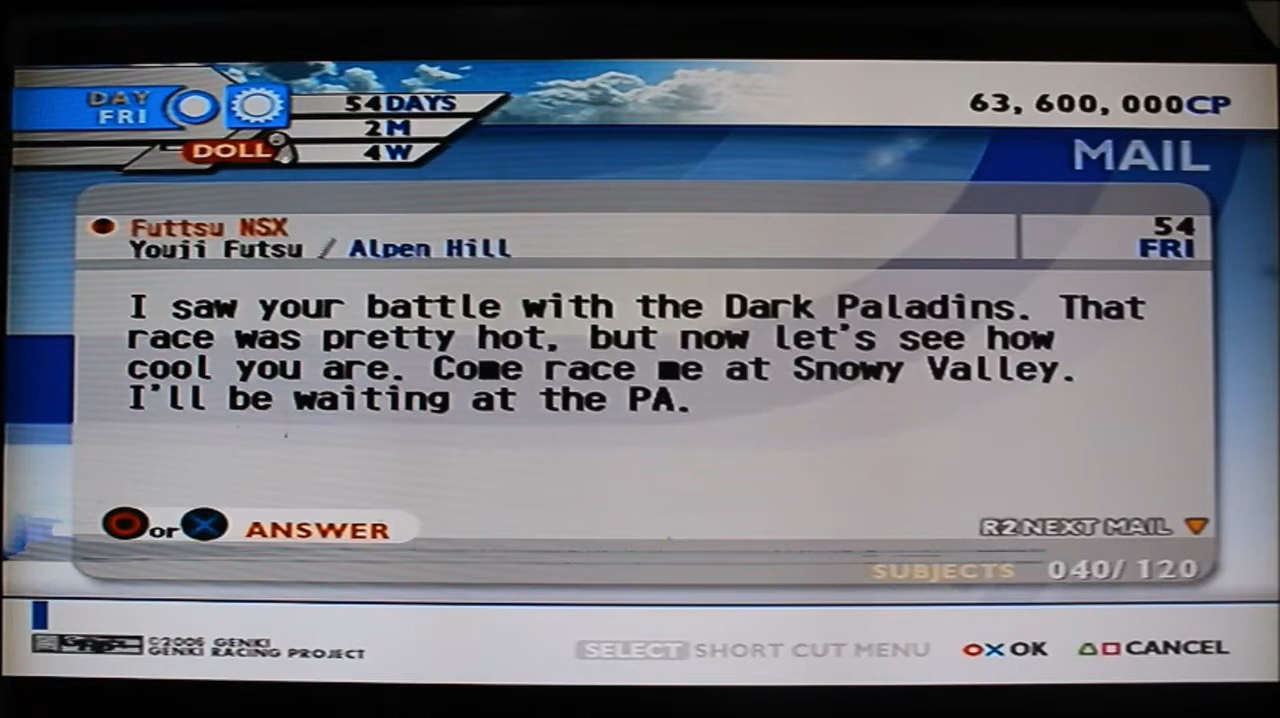 DAY
FRI
54DAYS
63, 600, 000CP
2M
DOLL
4W
MAIL
Futtsu NSX
Youji Futsu / Alpen Hill
54
FRI
I saw your battle with the Dark Paladins. That
race was pretty hot, but now let's see how
cool you are. Come race me at Snowy Valley.
I'll be waiting at the PA.
or ANSWER
R2 NEXT MAIL
SUBJECTS 040/ 120
©2005 GENKI
GENKI RACING PROJECT
SELECT SHORT CUT MENU
OK
CANCEL